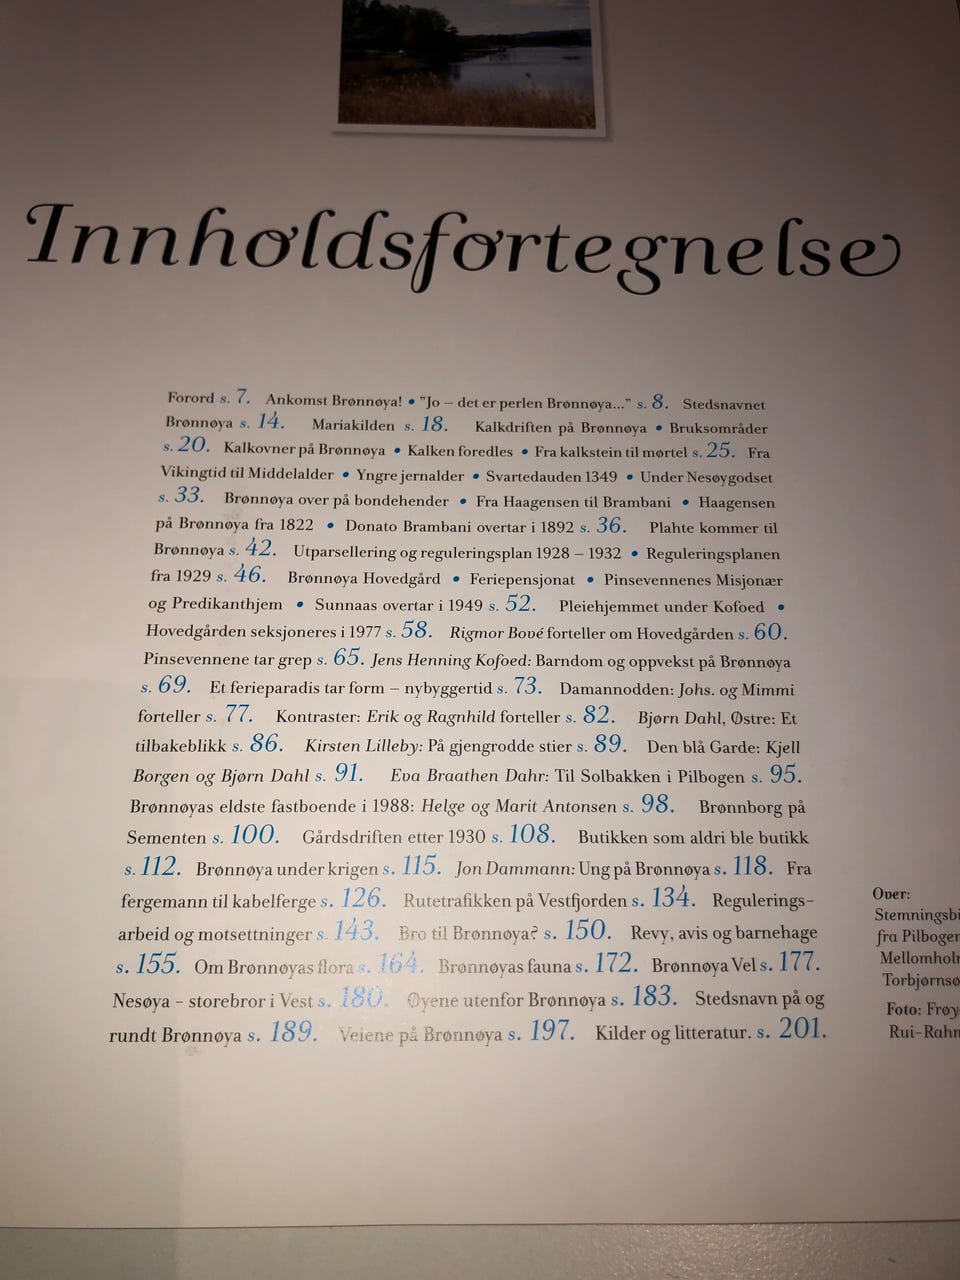 Innholdsfortegnelse
Forord s. 7. Ankomst Brønnøya! • "Jo – det er perlen Brønnøya..." s. 8. Stedsnavnet
Brønnøya s. 14. Mariakilden s. 18. Kalkdriften på Brønnøya • Bruksområder
s. 20. Kalkovner på Brønnøya • Kalken foredles • Fra kalkstein til mørtel s. 25. Fra
Vikingtid til Middelalder • Yngre jernalder • Svartedauden 1349 • Under Nesøygodset
s. 33. Brønnøya over på bondehender • Fra Haagensen til Brambani • Haagensen
på Brønnøya fra 1822 • Donato Brambani overtar i 1892 s. 36. Plahte kommer til
Brønnøya s. 42. Utparsellering og reguleringsplan 1928 – 1932 • Reguleringsplanen
fra 1929 s. 46. Brønnøya Hovedgård • Feriepensjonat • Pinsevennenes Misjonær
og Predikanthjem • Sunnaas overtar i 1949 s. 52. Pleiehjemmet under Kofoed •
Hovedgården seksjoneres i 1977 s. 58. Rigmor Bové forteller om Hovedgården s. 60.
Pinsevennene tar grep s. 65. Jens Henning Kofoed: Barndom og oppvekst på Brønnøya
s. 69. Et ferieparadis tar form – nybyggertid s. 73. Damannodden: Johs. og Mimmi
forteller s. 77. Kontraster: Erik og Ragnhild forteller s. 82. Bjørn Dahl, Østre: Et
tilbakeblikk s. 86. Kirsten Lilleby: På gjengrodde stier s. 89. Den blå Garde: Kjell
Borgen og Bjørn Dahl s. 91. Eva Braathen Dahr: Til Solbakken i Pilbogen s. 95.
Brønnøyas eldste fastboende i 1988: Helge og Marit Antonsen s. 98. Brønnborg på
Sementen s. 100. Gårdsdriften etter 1930 s. 108. Butikken som aldri ble butikk
s. 112. Brønnøya under krigen s. 115. Jon Dammann: Ung på Brønnøya s. 118. Fra
fergemann til kabelferge s. 126. Rutetrafikken på Vestfjorden s. 134. Regulerings-
arbeid og motsettninger s. 143. Bro til Brønnøya? s. 150. Revy, avis og barnehage
s. 155. Om Brønnøyas flora s. 164. Brønnøyas fauna s. 172. Brønnøya Vel s. 177.
Nesøya – storebror i Vest s. 180. Øyene utenfor Brønnøya s. 183. Stedsnavn på og
rundt Brønnøya s. 189. Veiene på Brønnøya s. 197. Kilder og litteratur. s. 201.
Over:
Stemningsbi
fra Pilbogen
Mellomholm
Torbjørnsø
Foto: Frøy
Rui-Rahn